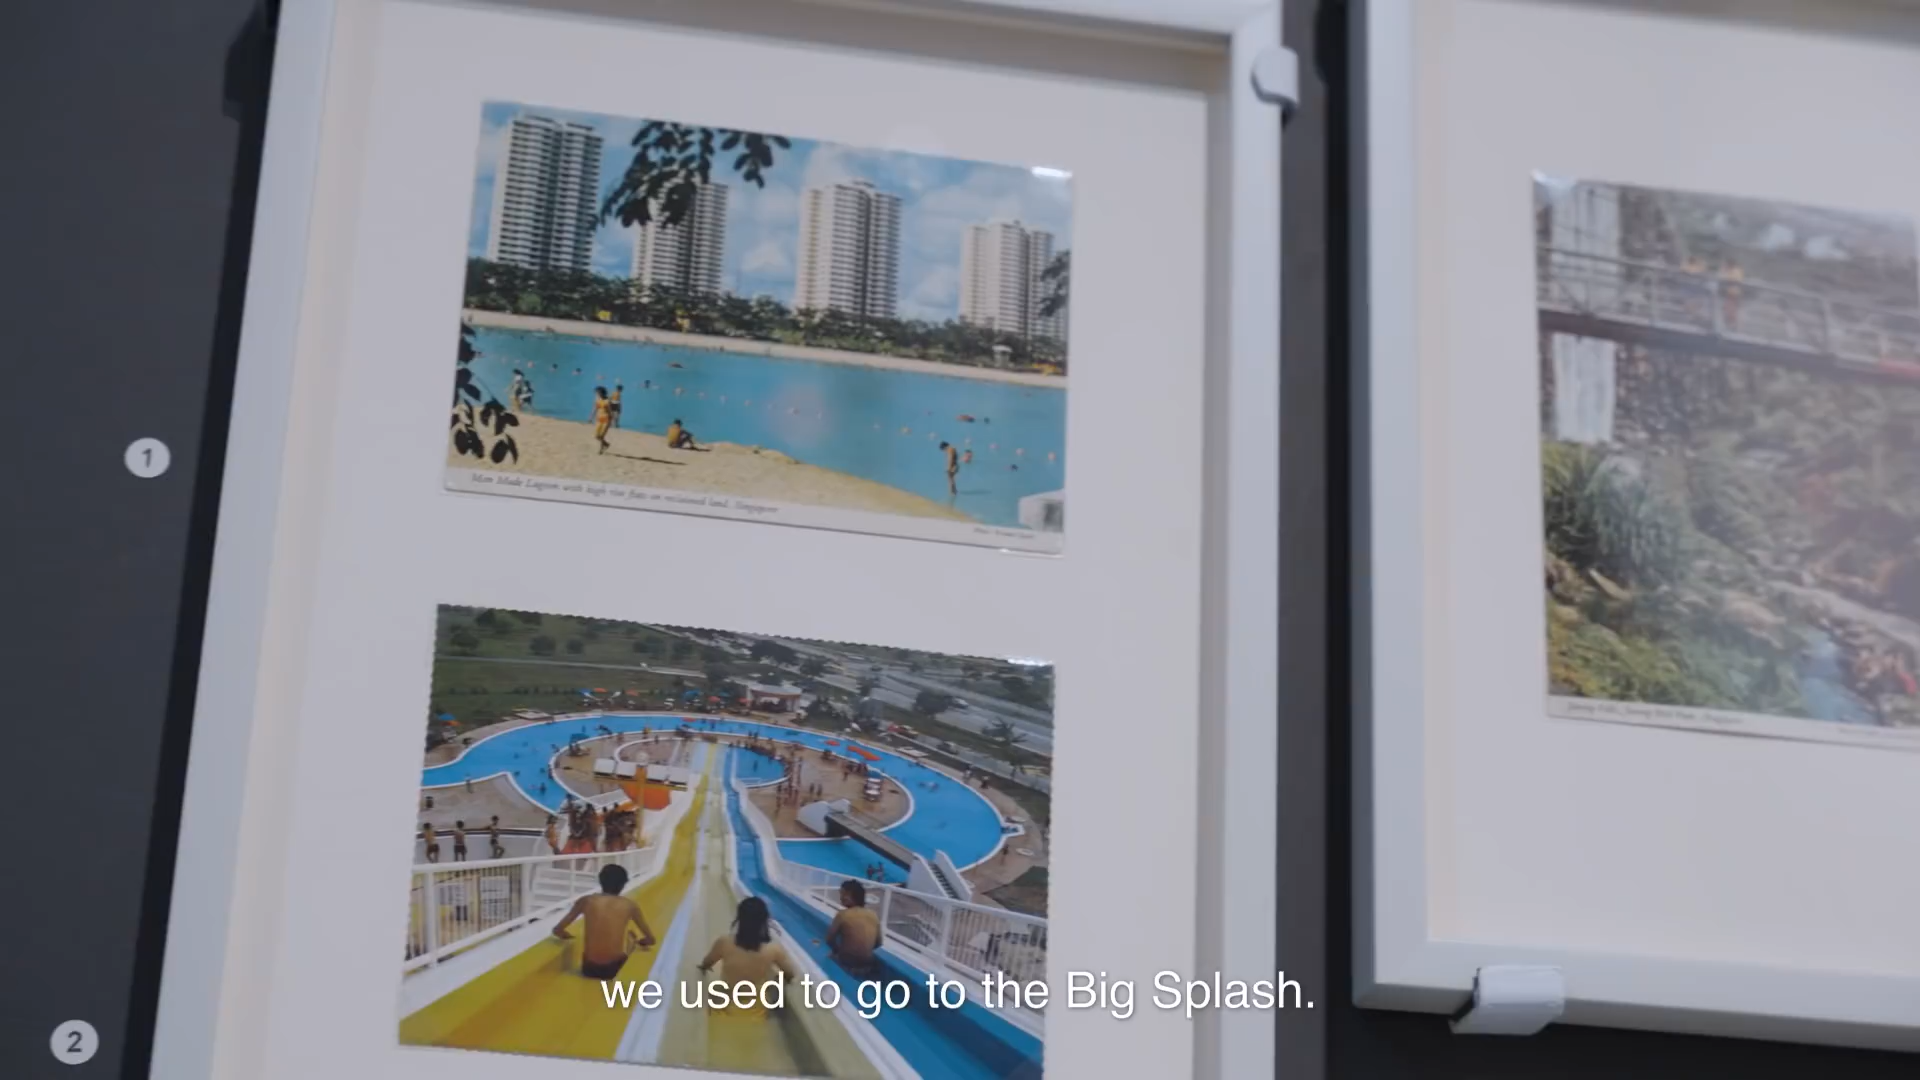 1
Man Made Lagoon with high rise flats on reclaimed land, Singapore
2
we used to go to the Big Splash.